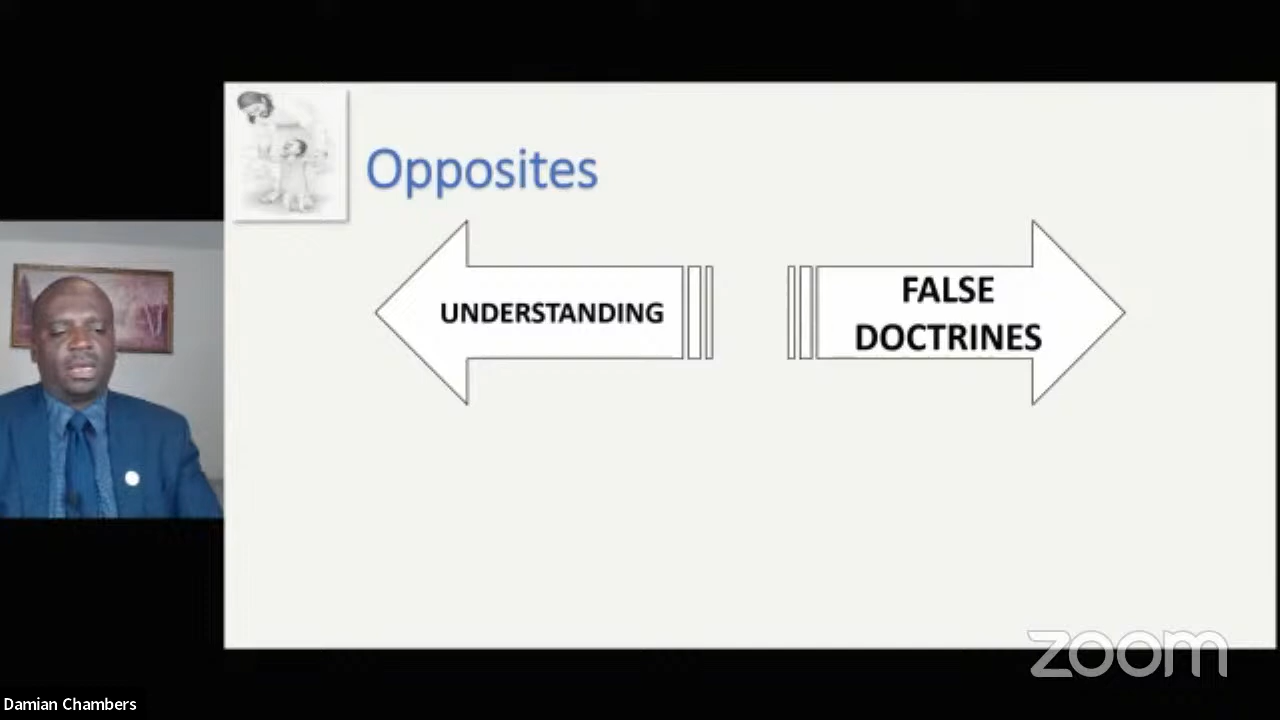 Opposites
UNDERSTANDING
FALSE
DOCTRINES
zoom
Damian Chambers